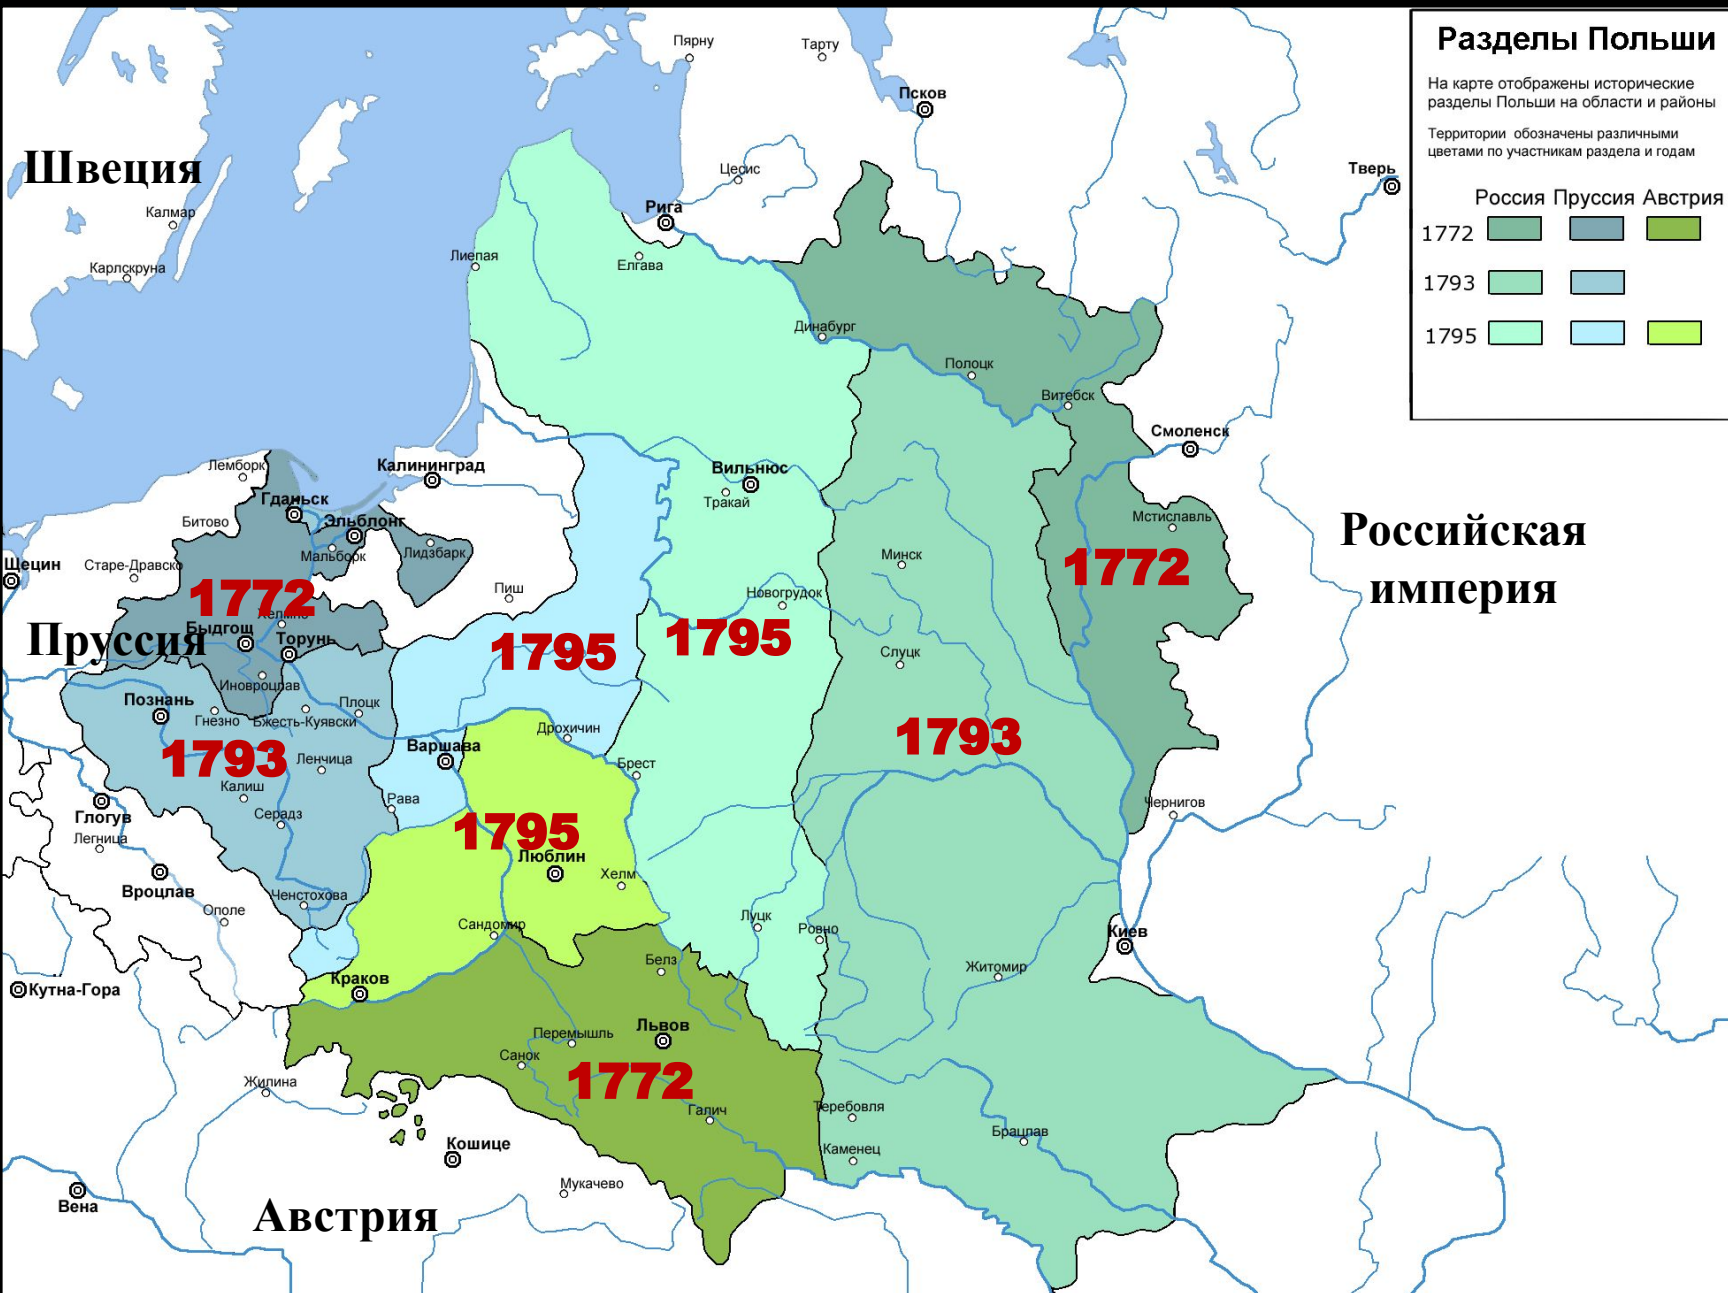 Разделы Польши
На карте отображены исторические
разделы Польши на области и районы
Территории обозначены различными
цветами по участникам раздела и годам
Россия Пруссия Австрия
1772
1793
1795
Пярну
Тарту
Псков
Швеция
Цесис
Тверь
Калмар
Рига
Карлскруна
Лиепая
Елгава
Динабург
Полоцк
Витебск
Смоленск
Лемборк
Калининград
Вильнюс
Тракай
Гданьск
Битово
Эльблонг
Мстиславль
Российская
империя
Щецин
Старе-Дравско
Мальборк
Лидзбарк
Минск
1772
1772
Пиш
Новогрудок
Хелмно
Пруссия
Быдгощ
Торунь
1795
1795
Слуцк
Иновроцлав
Познань
Гнезно
Бжесть-Куявски
Плоцк
1793
Дрохичин
1793
Варшава
Ленчица
Брест
Калиш
Рава
Чернигов
Глогув
Серадз
1795
Легница
Люблин
Хелм
Вроцлав
Ченстохова
Ополе
Сандомир
Луцк
Ровно
Киев
Белз
Житомир
Краков
Кутна-Гора
Перемышль
Львов
Санок
1772
Жилина
Галич
Теребовля
Брацлав
Кошице
Каменец
Мукачево
Вена
Австрия